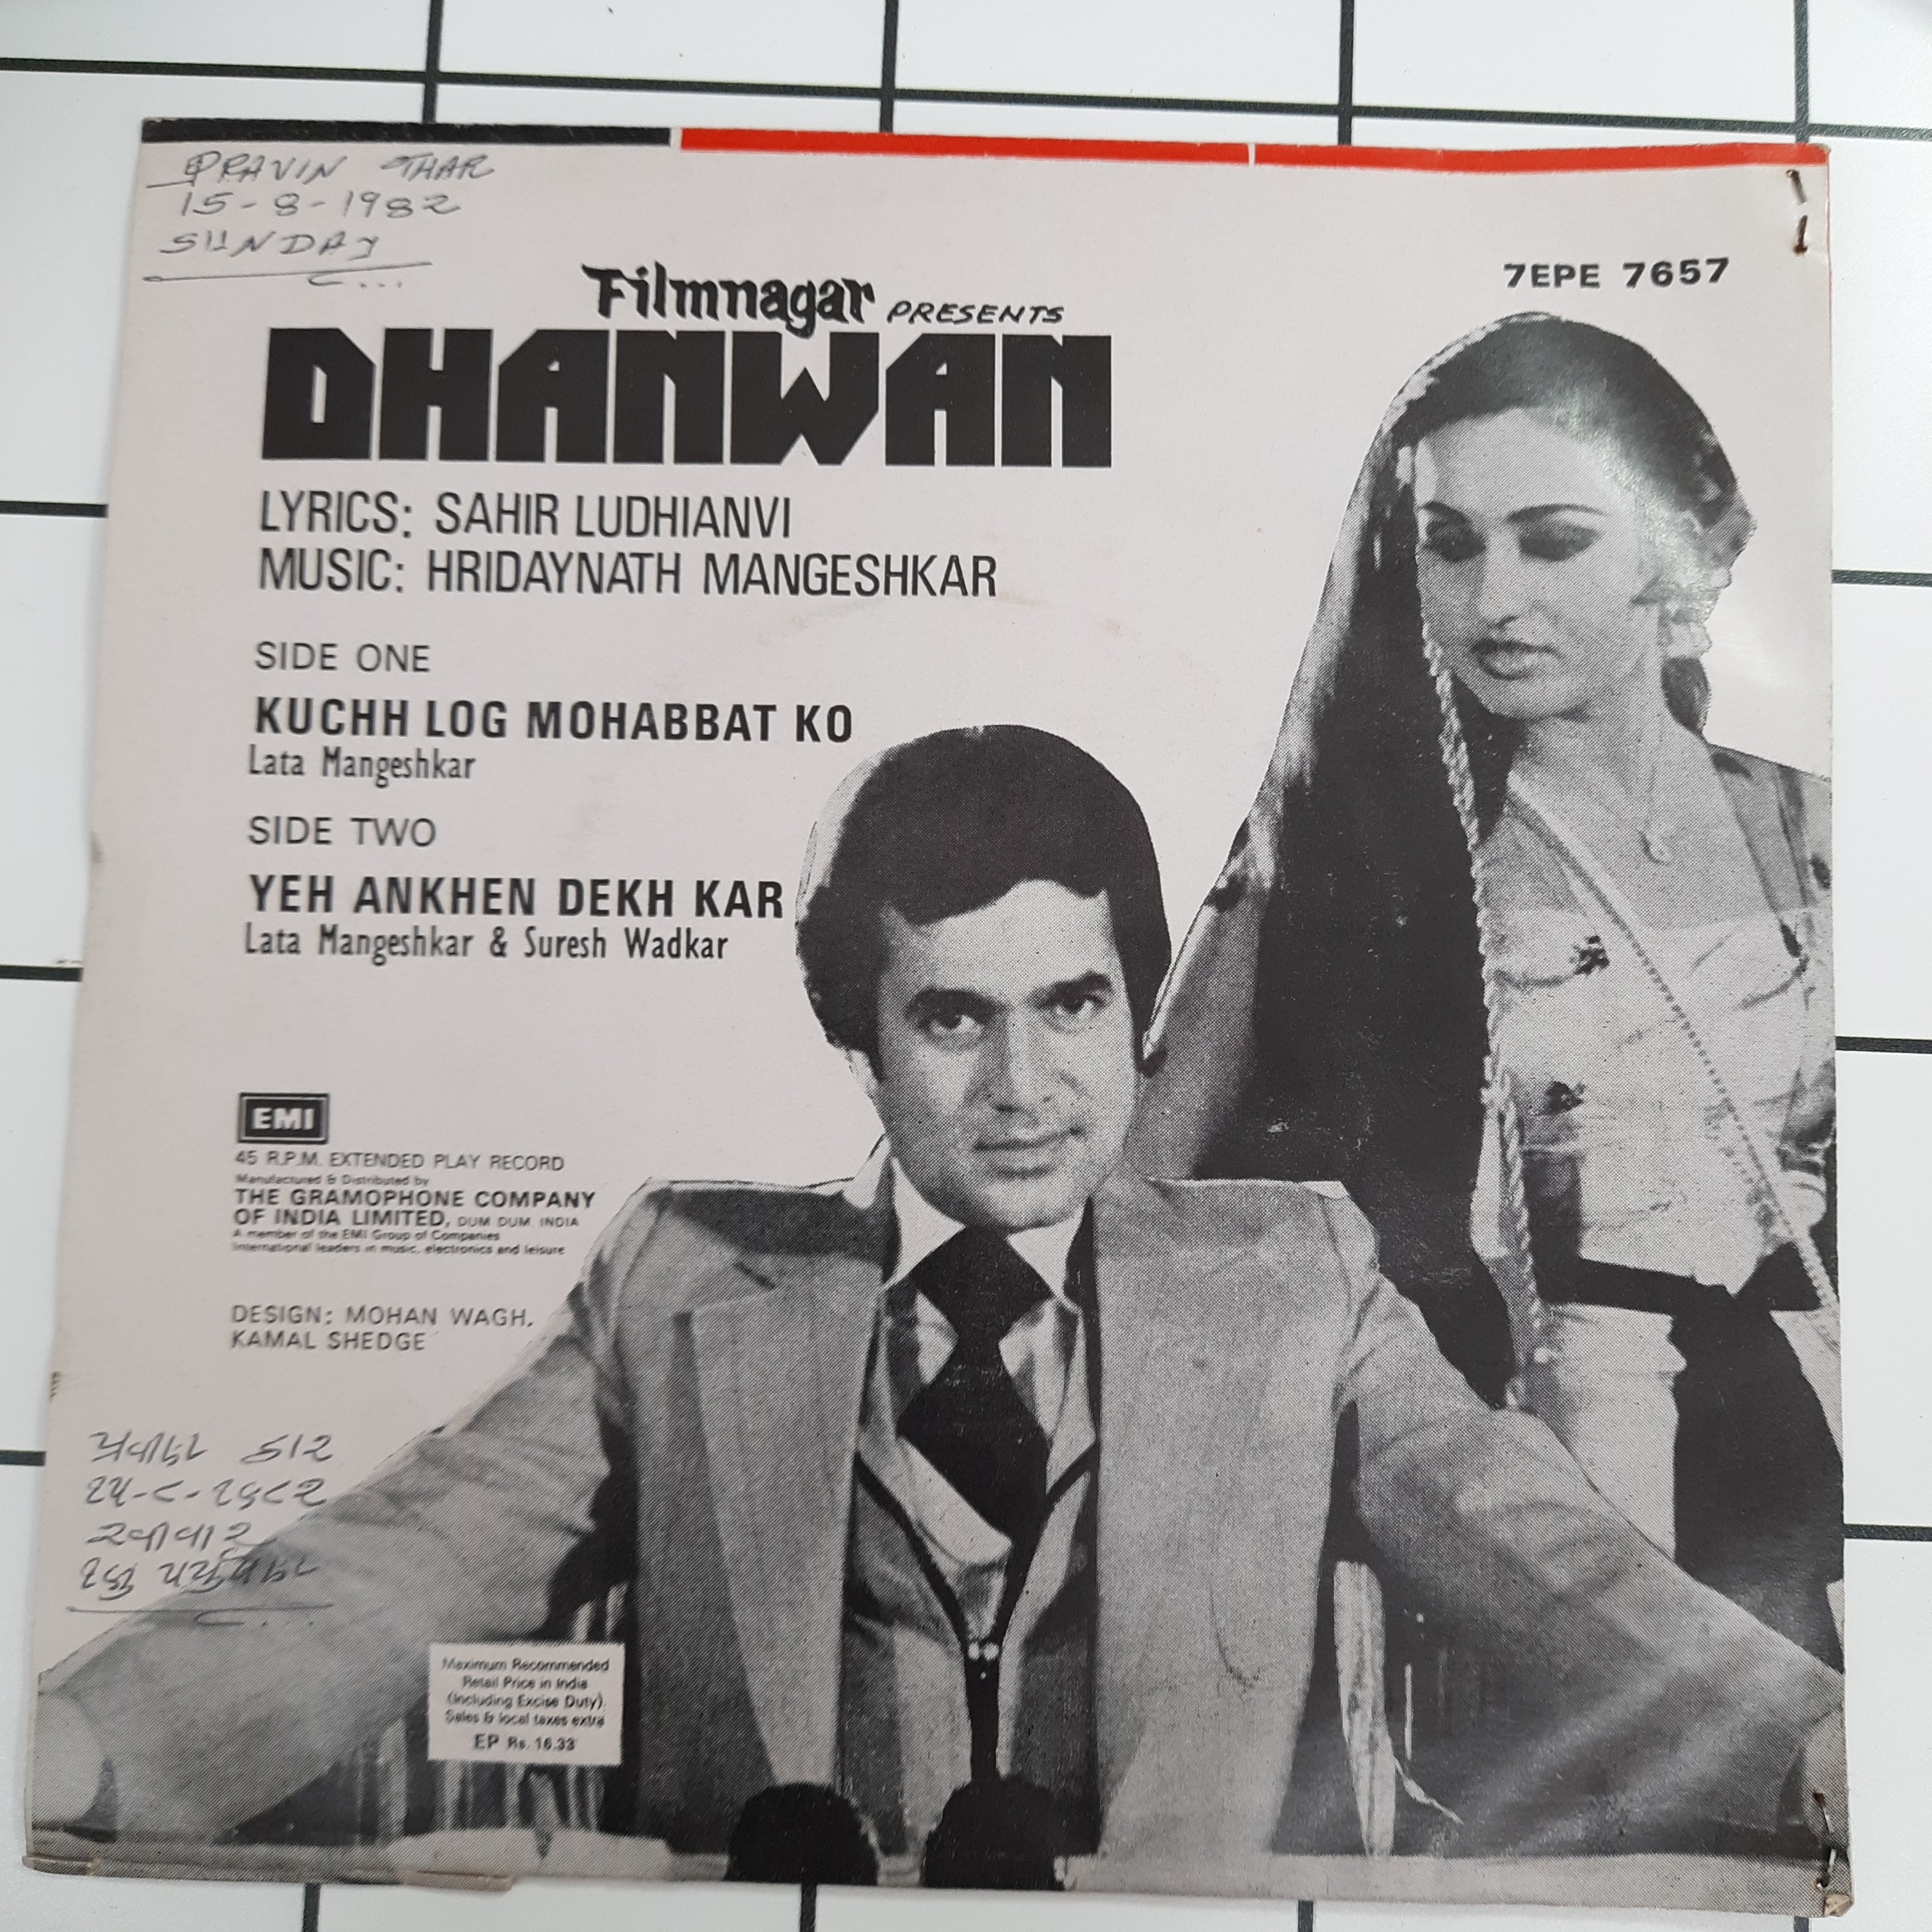 PRAVIN THAR
15-8-1982
SUNDAY
7EPE 7657
Filmnagar PRESENTS
DHANWAN
LYRICS: SAHIR LUDHIANVI
MUSIC: HRIDAYNATH MANGESHKAR
SIDE ONE
KUCHH LOG MOHABBAT KO
Lata Mangeshkar
SIDE TWO
YEH ANKHEN DEKH KAR
Lata Mangeshkar & Suresh Wadkar
EMI
45 R.P.M. EXTENDED PLAY RECORD
Manufactured & Distributed by
THE GRAMOPHONE COMPANY
OF INDIA LIMITED, DUM DUM, INDIA
A member of the EMI Group of Companies
International leaders in music, electronics and leisure
DESIGN: MOHAN WAGH,
KAMAL SHEDGE
૧૫-૮-૧૯૮૨
Maximum Recommended
Retail Price in India
(Including Excise Duty).
Sales & local taxes extra
EP Rs. 16.33